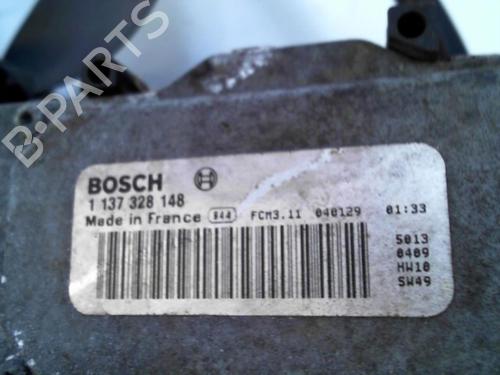 B-PARTS
BOSCH
1 137 328 148
Made in France 844 FCM3.11 040129 01:33
5013
0409
HW10
SW49